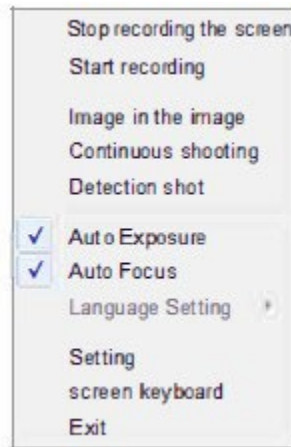 Stop recording the screen
Start recording
Image in the image
Continuous shooting
Detection shot
Auto Exposure
Auto Focus
Language Setting
Setting
screen keyboard
Exit